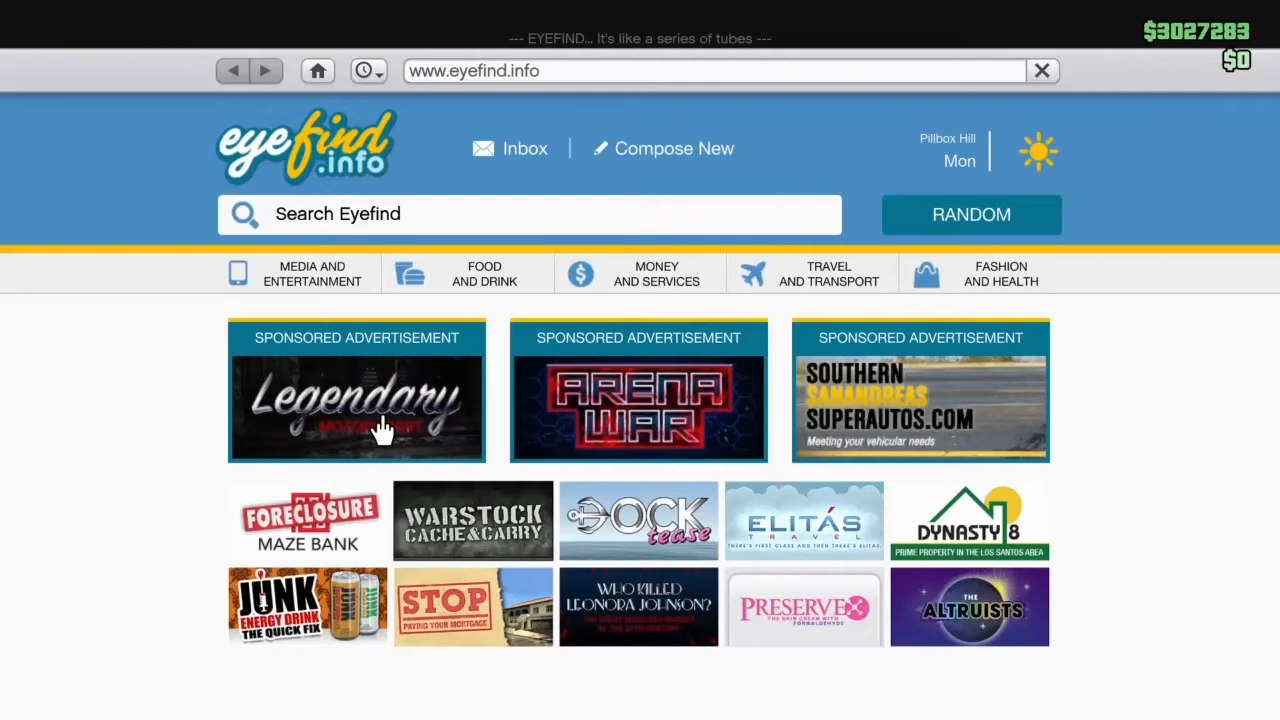 --- EYEFIND... It's like a series of tubes ---
$3027283
$0
www.eyefind.info
eyefind
.info
Inbox
Compose New
Pillbox Hill
Mon
Search Eyefind
RANDOM
MEDIA AND
ENTERTAINMENT
FOOD
AND DRINK
MONEY
AND SERVICES
TRAVEL
AND TRANSPORT
FASHION
AND HEALTH
SPONSORED ADVERTISEMENT
Legendary
MOTORSPORT
SPONSORED ADVERTISEMENT
ARENA
WAR
SPONSORED ADVERTISEMENT
SOUTHERN
SANANDREAS
SUPERAUTOS.COM
Meeting your vehicular needs
FORECLOSURE
MAZE BANK
WARSTOCK
CACHE&CARRY
DOCK
tease
ELITÁS
TRAVEL
THERE'S FIRST CLASS AND THEN THERE'S ELITAS
DYNASTY 8
PRIME PROPERTY IN THE LOS SANTOS AREA
JUNK
ENERGY DRINK
THE QUICK FIX
STOP
PAYING YOUR MORTGAGE
WHO KILLED
LEONORA JOHNSON?
PRESERVEX
THE SKIN CREAM WITH
FORMALDEHYDE
THE
ALTRUISTS